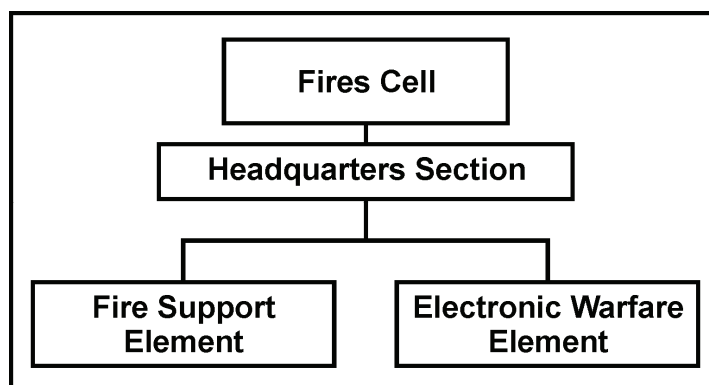 Fires Cell
Headquarters Section
Fire Support
Element
Electronic Warfare
Element